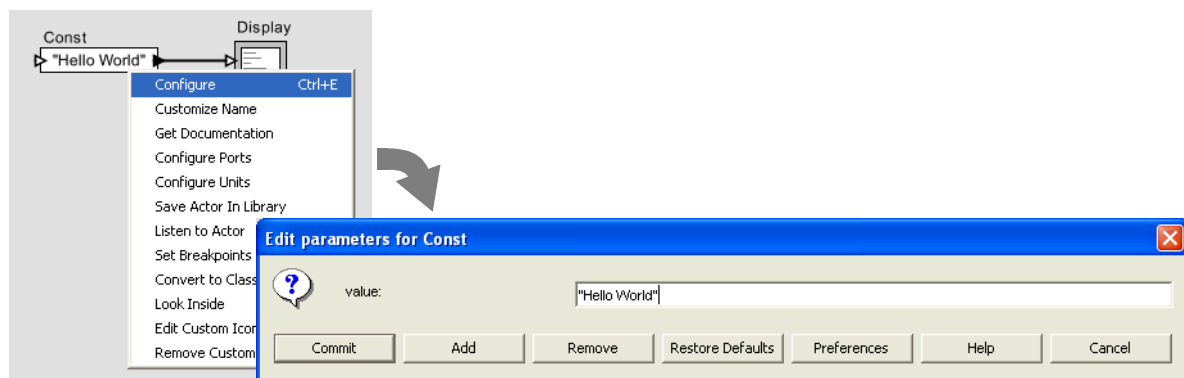 Const
Display
"Hello World"
Configure Ctrl+E
Customize Name
Get Documentation
Configure Ports
Configure Units
Save Actor In Library
Listen to Actor
Set Breakpoints
Convert to Class
Look Inside
Edit Custom Icon
Remove Custom
Edit parameters for Const
value:
"Hello World"
Commit
Add
Remove
Restore Defaults
Preferences
Help
Cancel